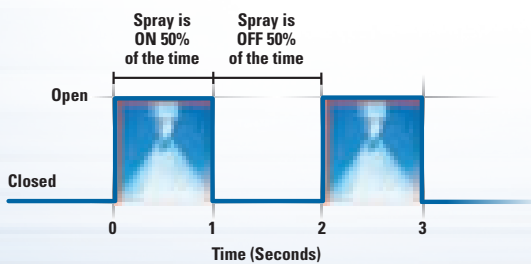 Spray is
ON 50%
of the time
Spray is
OFF 50%
of the time
Open
Closed
0 1 2 3
Time (Seconds)